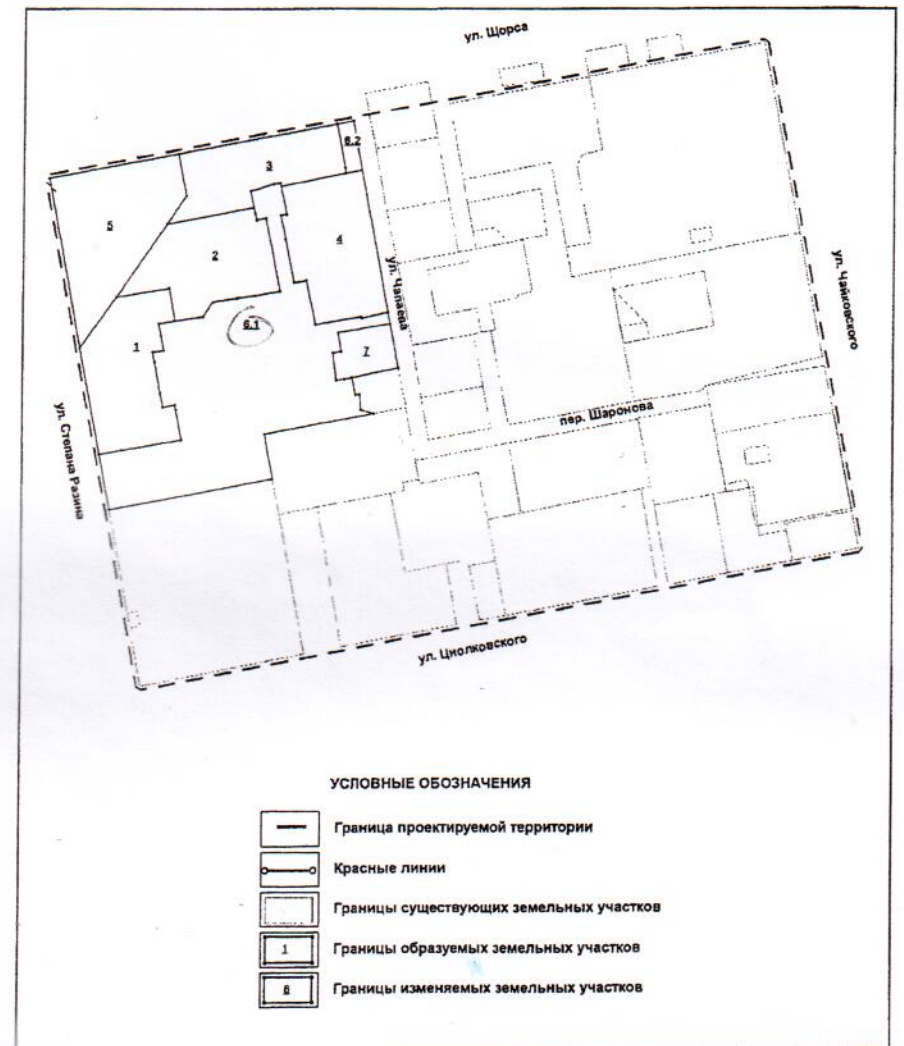 ул. Щорса
6.2
3
5
4
2
ул. Чапаева
ул. Чайковского
6.1
1
7
пер. Шаронова
ул. Степана Разина
ул. Циолковского
УСЛОВНЫЕ ОБОЗНАЧЕНИЯ
Граница проектируемой территории
Красные линии
Границы существующих земельных участков
1
Границы образуемых земельных участков
6
Границы изменяемых земельных участков